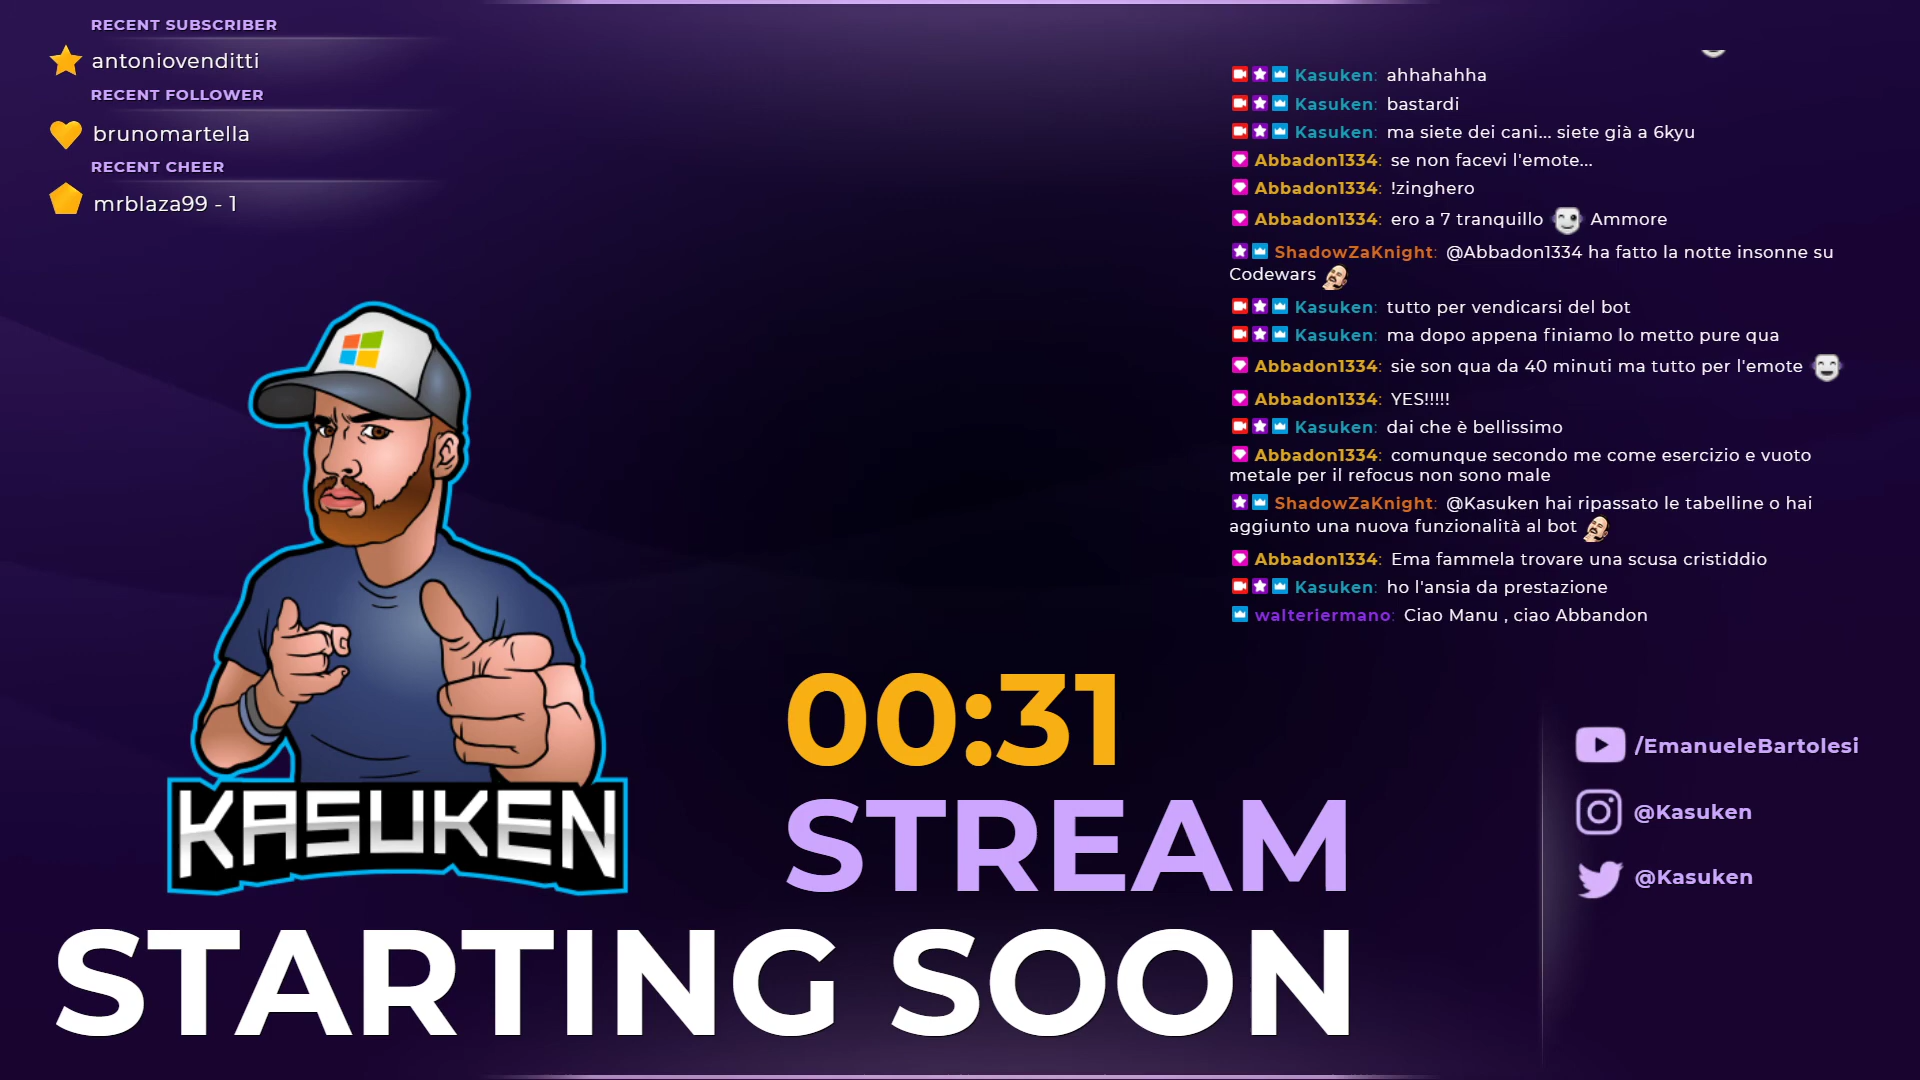 RECENT SUBSCRIBER
antoniovenditti
RECENT FOLLOWER
brunomartella
RECENT CHEER
mrblaza99 - 1
Kasuken: ahhahahha
Kasuken: bastardi
Kasuken: ma siete dei cani... siete già a 6kyu
Abbadon1334: se non facevi l'emote...
Abbadon1334: !zinghero
Abbadon1334: ero a 7 tranquillo Ammore
ShadowZaKnight: @Abbadon1334 ha fatto la notte insonne su
Codewars
Kasuken: tutto per vendicarsi del bot
Kasuken: ma dopo appena finiamo lo metto pure qua
Abbadon1334: sie son qua da 40 minuti ma tutto per l'emote
Abbadon1334: YES!!!!!
Kasuken: dai che è bellissimo
Abbadon1334: comunque secondo me come esercizio e vuoto
metale per il refocus non sono male
ShadowZaKnight: @Kasuken hai ripassato le tabelline o hai
aggiunto una nuova funzionalità al bot
Abbadon1334: Ema fammela trovare una scusa cristiddio
Kasuken: ho l'ansia da prestazione
walteriermano: Ciao Manu , ciao Abbandon
KASUKEN
00:31
STREAM
STARTING SOON
/EmanueleBartolesi
@Kasuken
@Kasuken